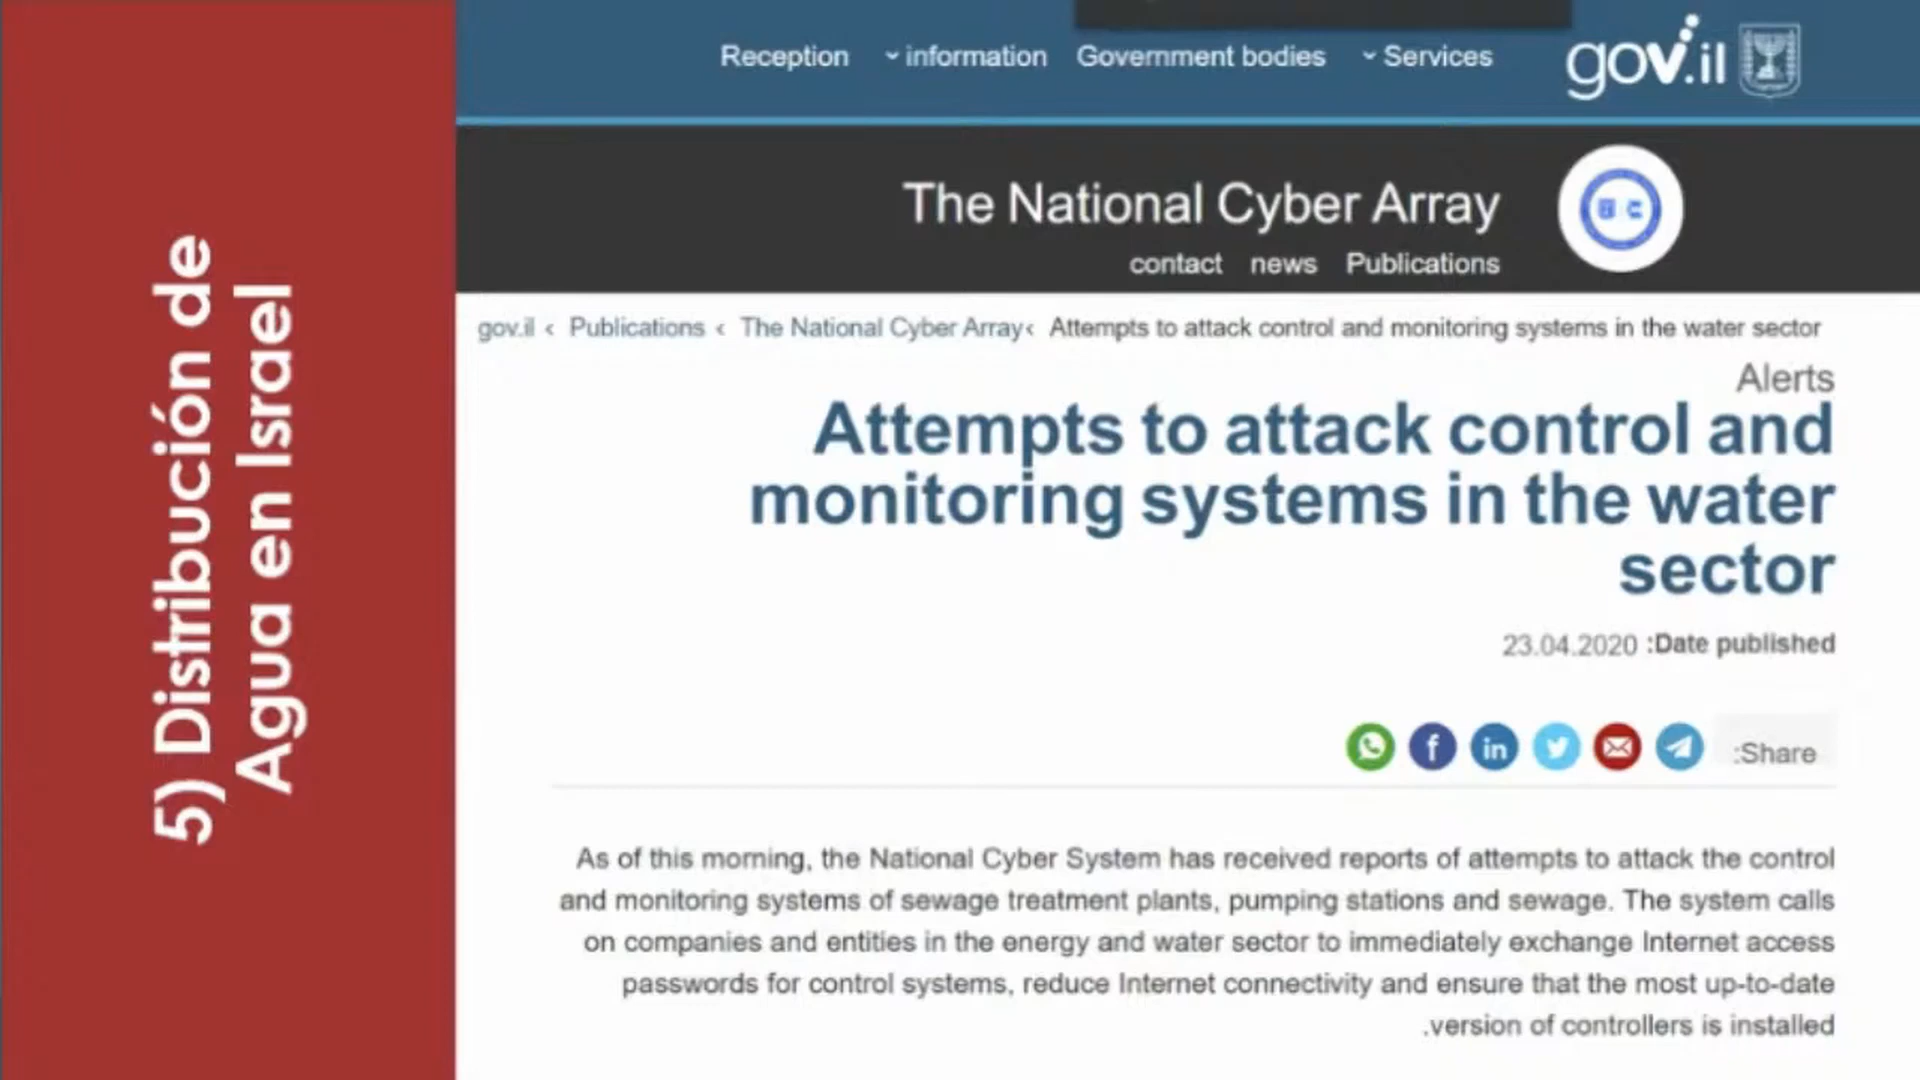 5) Distribución de
Agua en Israel
Reception information Government bodies Services gov.il
The National Cyber Array
contact news Publications
gov.il ‹ Publications ‹ The National Cyber Array‹ Attempts to attack control and monitoring systems in the water sector
Alerts
Attempts to attack control and
monitoring systems in the water
sector
23.04.2020 :Date published
:Share
As of this morning, the National Cyber System has received reports of attempts to attack the control
and monitoring systems of sewage treatment plants, pumping stations and sewage. The system calls
on companies and entities in the energy and water sector to immediately exchange Internet access
passwords for control systems, reduce Internet connectivity and ensure that the most up-to-date
.version of controllers is installed